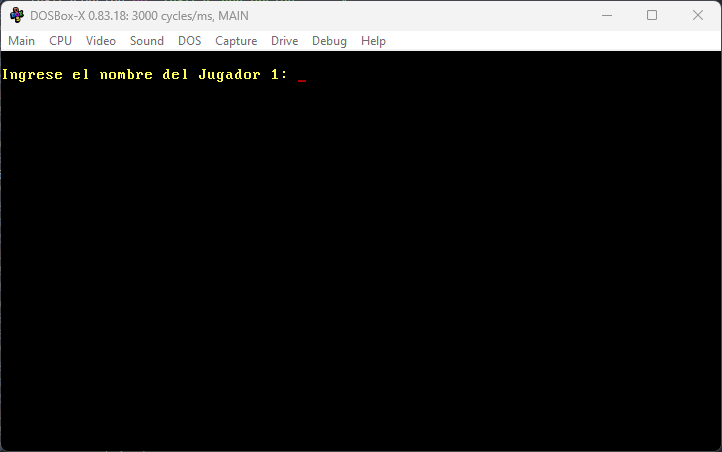 DOSBox-X 0.83.18: 3000 cycles/ms, MAIN
Main CPU Video Sound DOS Capture Drive Debug Help
Ingrese el nombre del Jugador 1: _